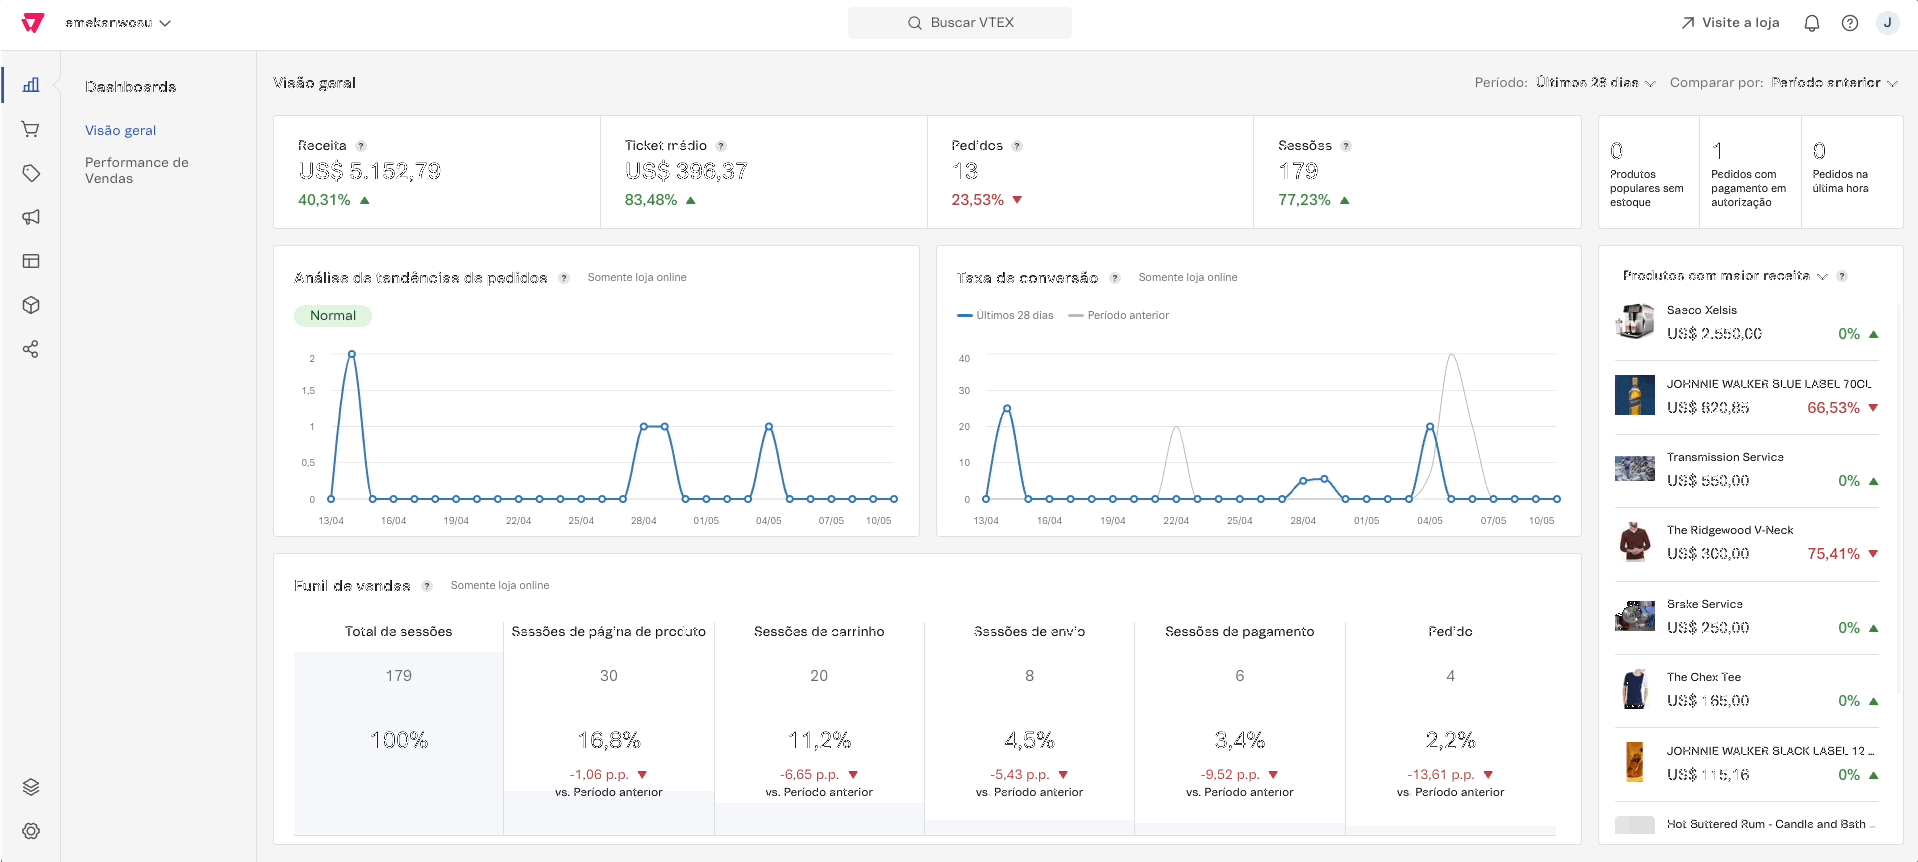 emekanwosu
Buscar VTEX
Visite a loja
J
Dashboards
Visão geral
Performance de
Vendas
Visão geral
Período: Últimos 28 dias
Comparar por: Período anterior
Receita ?
US$ 5.152,79
40,31%
Ticket médio ?
US$ 396,37
83,48%
Pedidos ?
13
23,53%
Sessões ?
179
77,23%
0
Produtos
populares sem
estoque
1
Pedidos com
pagamento em
autorização
0
Pedidos na
última hora
Análise de tendências de pedidos ? Somente loja online
Normal
2
1,5
1
0,5
0
13/04 16/04 19/04 22/04 25/04 28/04 01/05 04/05 07/05 10/05
Taxa de conversão ? Somente loja online
Últimos 28 dias Período anterior
40
30
20
10
0
13/04 16/04 19/04 22/04 25/04 28/04 01/05 04/05 07/05 10/05
Funil de vendas ? Somente loja online
Total de sessões
179
100%
Sessões de página de produto
30
16,8%
-1,06 p.p.
vs. Período anterior
Sessões de carrinho
20
11,2%
-6,65 p.p.
vs. Período anterior
Sessões de envio
8
4,5%
-5,43 p.p.
vs. Período anterior
Sessões de pagamento
6
3,4%
-9,52 p.p.
vs. Período anterior
Pedido
4
2,2%
-13,61 p.p.
vs. Período anterior
Produtos com maior receita ?
Saeco Xelsis
US$ 2.550,00 0%
JOHNNIE WALKER BLUE LABEL 70CL
US$ 620,85 66,53%
Transmission Service
US$ 550,00 0%
The Ridgewood V-Neck
US$ 300,00 75,41%
Brake Service
US$ 250,00 0%
The Chex Tee
US$ 165,00 0%
JOHNNIE WALKER BLACK LABEL 12 ...
US$ 115,16 0%
Hot Buttered Rum - Candle and Bath ...